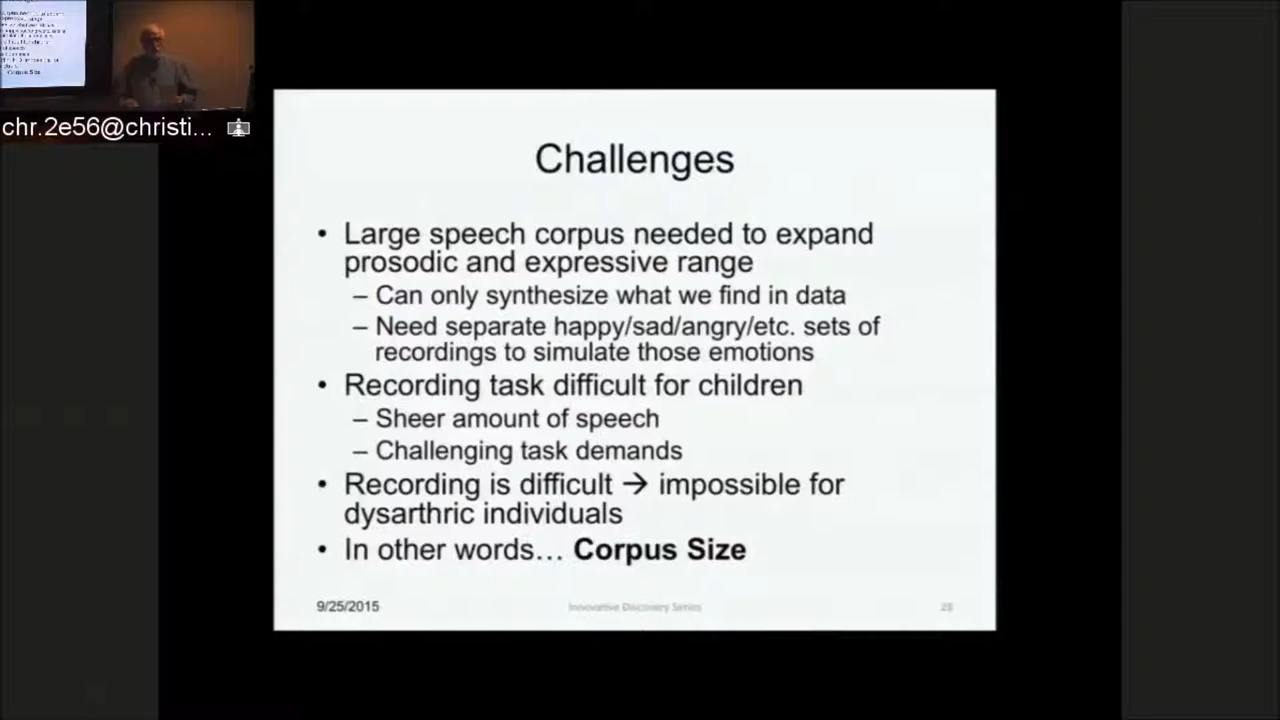 Corpus Size
chr.2e56@christi...
Challenges
• Large speech corpus needed to expand
prosodic and expressive range
– Can only synthesize what we find in data
– Need separate happy/sad/angry/etc. sets of
recordings to simulate those emotions
• Recording task difficult for children
– Sheer amount of speech
– Challenging task demands
• Recording is difficult → impossible for
dysarthric individuals
• In other words… Corpus Size
9/25/2015
Innovative Discovery Series